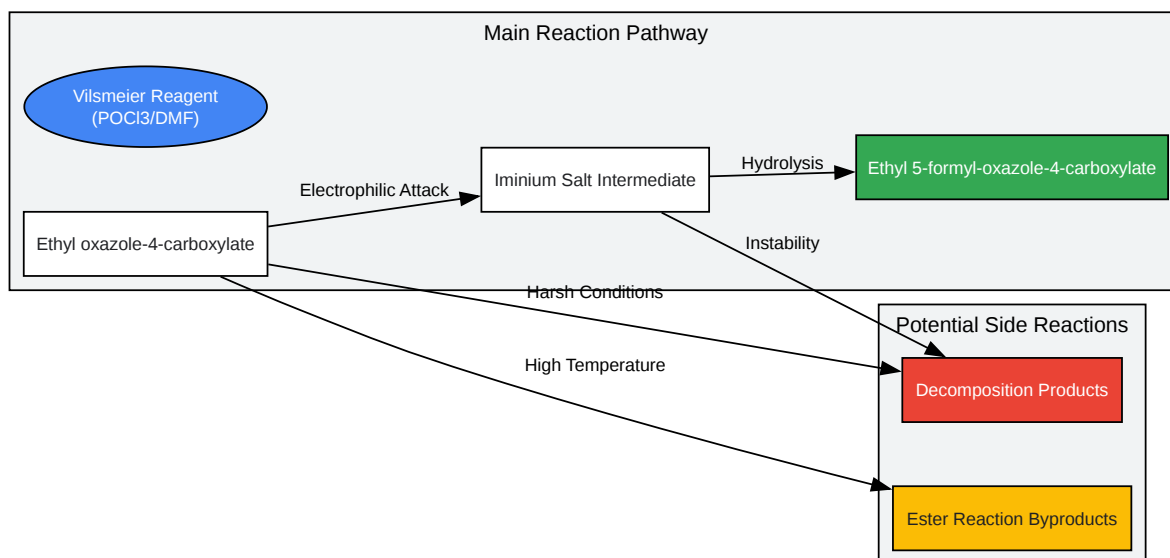 Main Reaction Pathway
Vilsmeier Reagent
(POCl3/DMF)
Electrophilic Attack
Iminium Salt Intermediate
Hydrolysis
Ethyl 5-formyl-oxazole-4-carboxylate
Ethyl oxazole-4-carboxylate
Instability
Harsh Conditions
High Temperature
Potential Side Reactions
Decomposition Products
Ester Reaction Byproducts